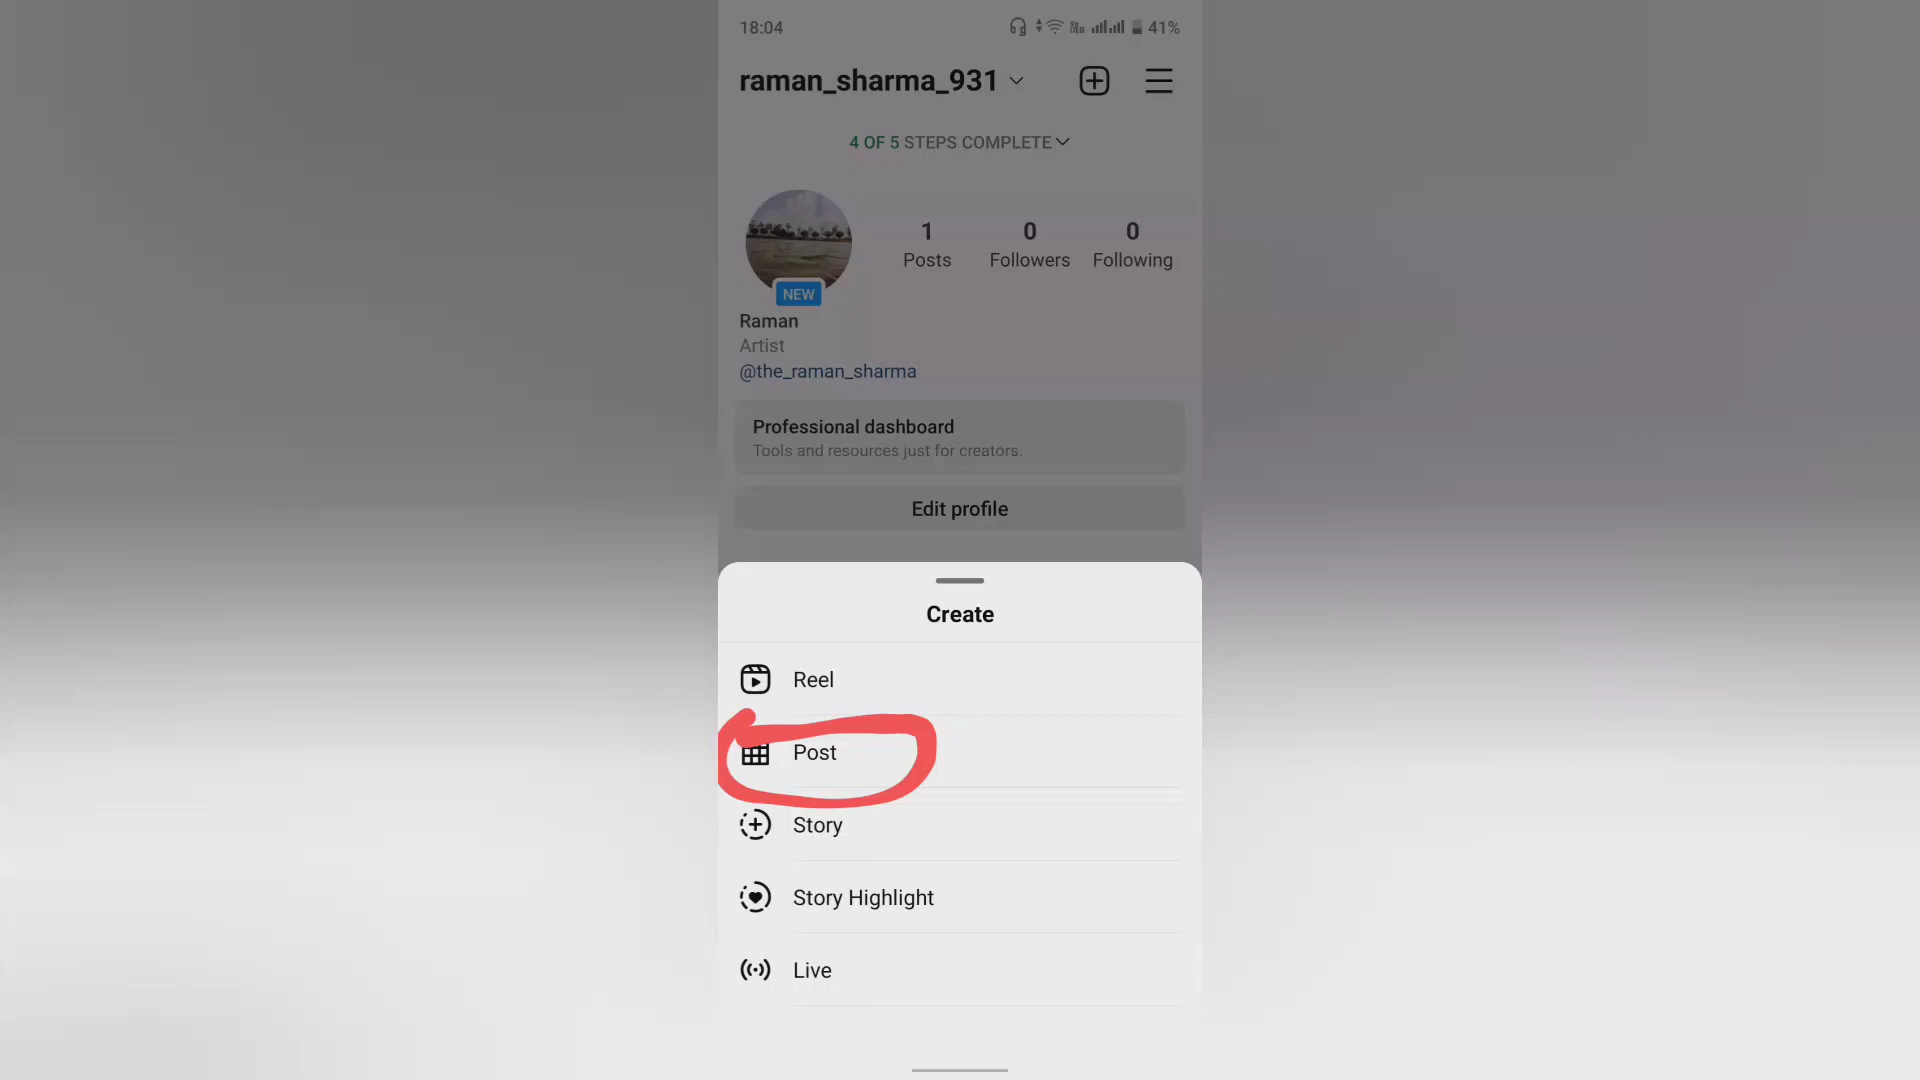 18:04 41%
raman_sharma_931
4 OF 5 STEPS COMPLETE
1 0 0
Posts Followers Following
NEW
Raman
Artist
@the_raman_sharma
Professional dashboard
Tools and resources just for creators.
Edit profile
Create
Reel
Post
Story
Story Highlight
Live